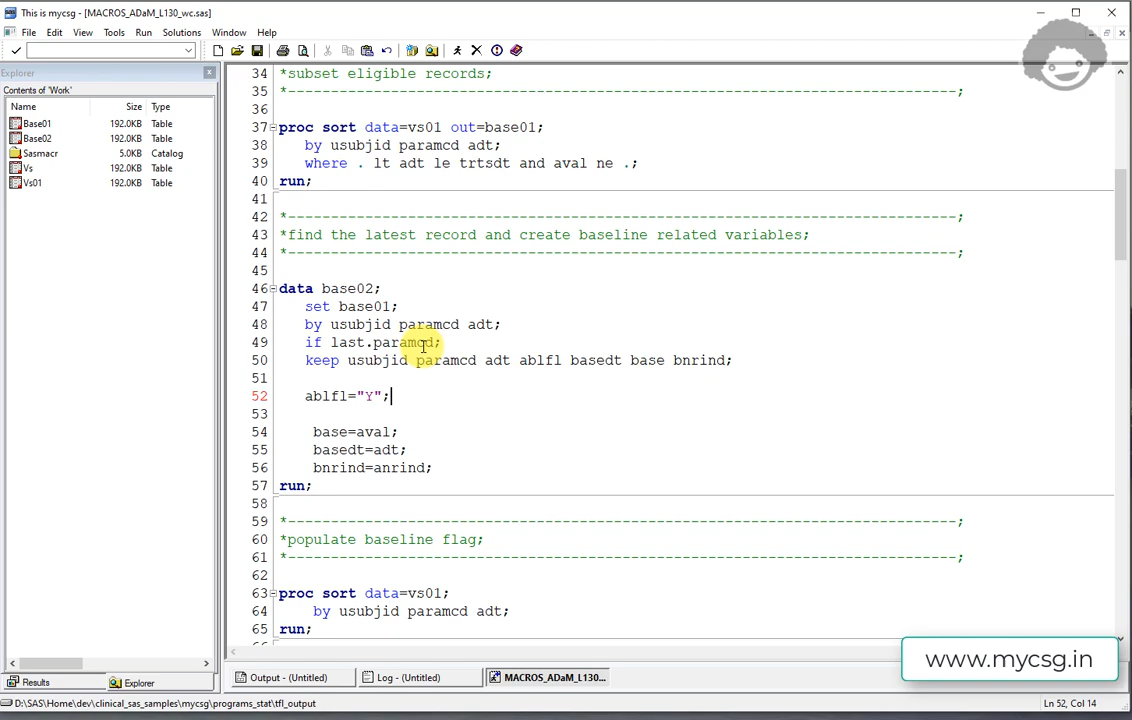 This is mycsg - [MACROS_ADaM_L130_wc.sas]
File Edit View Tools Run Solutions Window Help
Explorer
Contents of 'Work'
Name Size Type
Base01 192.0KB Table
Base02 192.0KB Table
Sasmacr 5.0KB Catalog
Vs 192.0KB Table
Vs01 192.0KB Table
34 *subset eligible records;
35 *------------------------------------------------------------------------------;
36
37 proc sort data=vs01 out=base01;
38 by usubjid paramcd adt;
39 where . lt adt le trtsdt and aval ne .;
40 run;
41
42 *------------------------------------------------------------------------------;
43 *find the latest record and create baseline related variables;
44 *------------------------------------------------------------------------------;
45
46 data base02;
47 set base01;
48 by usubjid paramcd adt;
49 if last.paramcd;
50 keep usubjid paramcd adt ablfl basedt base bnrind;
51
52 ablfl="Y";
53
54 base=aval;
55 basedt=adt;
56 bnrind=anrind;
57 run;
58
59 *------------------------------------------------------------------------------;
60 *populate baseline flag;
61 *------------------------------------------------------------------------------;
62
63 proc sort data=vs01;
64 by usubjid paramcd adt;
65 run;
www.mycsg.in
Results Explorer
Output - (Untitled) Log - (Untitled) MACROS_ADaM_L130...
D:\SAS\Home\dev\clinical_sas_samples\mycsg\programs_stat\tfl_output
Ln 52, Col 14